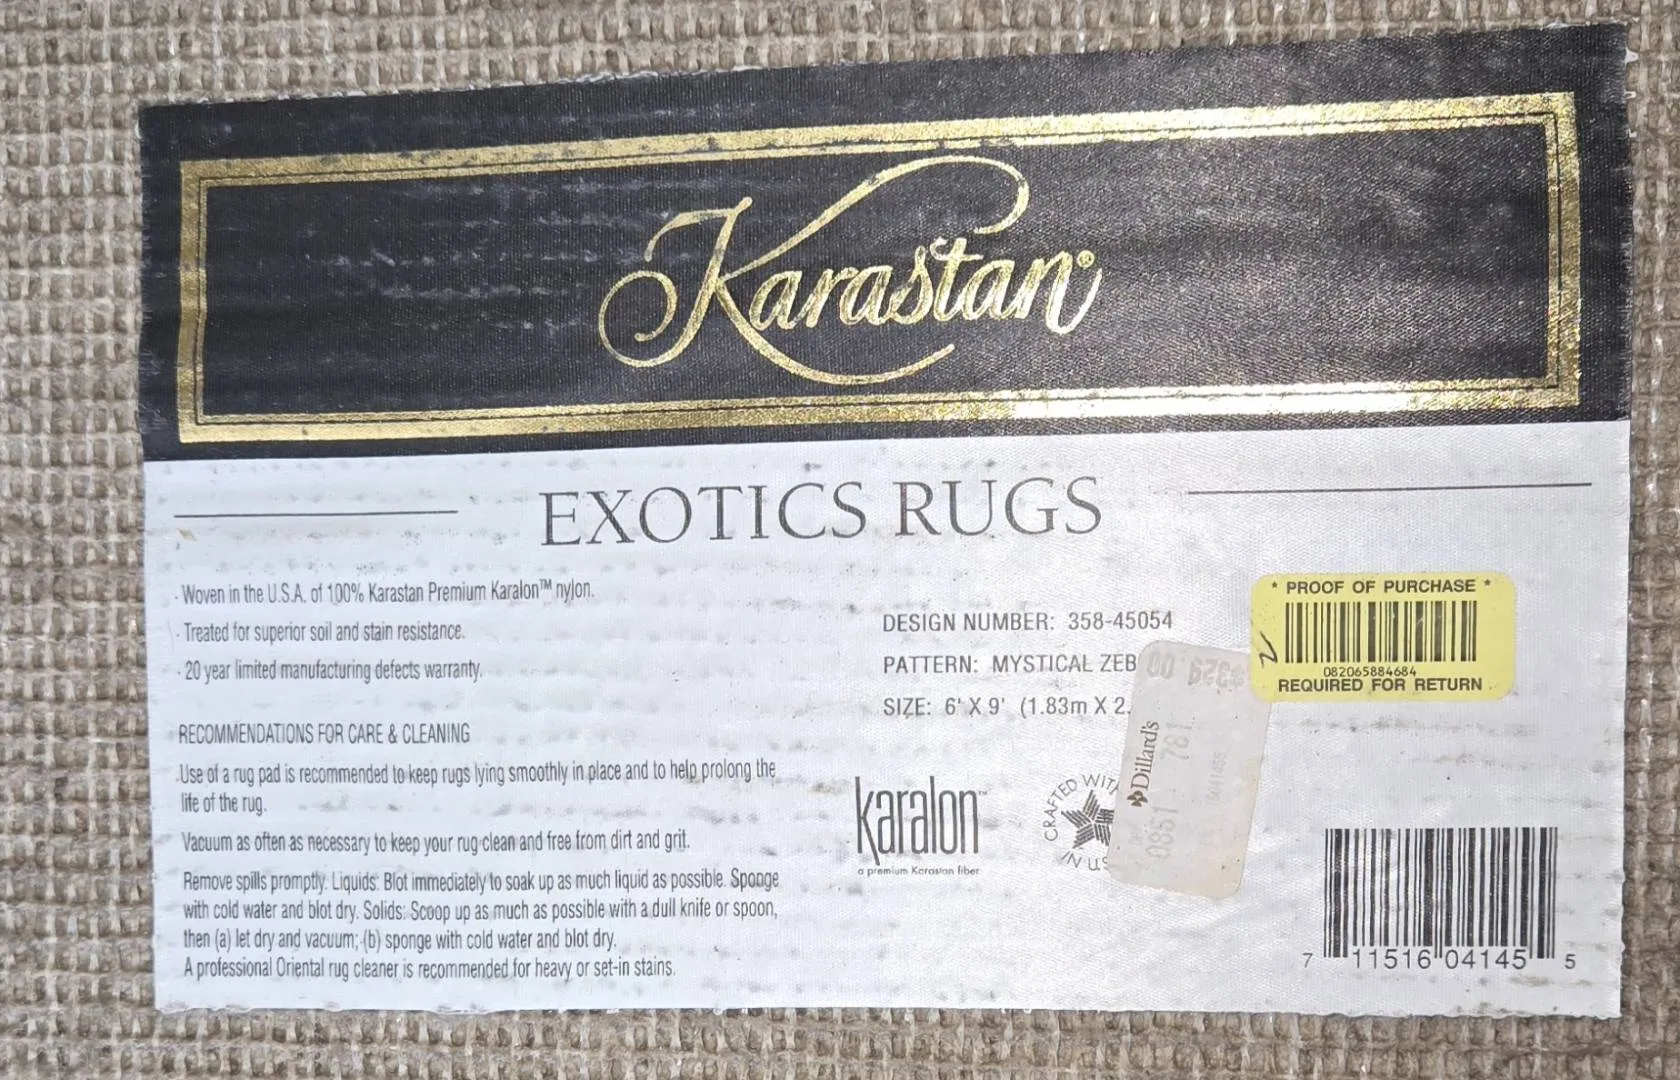 Karastan®
EXOTICS RUGS
· Woven in the U.S.A. of 100% Karastan Premium Karalon™ nylon.
· Treated for superior soil and stain resistance.
· 20 year limited manufacturing defects warranty.
RECOMMENDATIONS FOR CARE & CLEANING
Use of a rug pad is recommended to keep rugs lying smoothly in place and to help prolong the
life of the rug.
Vacuum as often as necessary to keep your rug clean and free from dirt and grit.
Remove spills promptly. Liquids: Blot immediately to soak up as much liquid as possible. Sponge
with cold water and blot dry. Solids: Scoop up as much as possible with a dull knife or spoon,
then (a) let dry and vacuum; (b) sponge with cold water and blot dry.
A professional Oriental rug cleaner is recommended for heavy or set-in stains.
DESIGN NUMBER: 358-45054
PATTERN: MYSTICAL ZEB
SIZE: 6' X 9' (1.83m X 2.
karalon™
a premium Karastan fiber
CRAFTED WITH
IN U.S
Dillard's
0851 781
$329 00
* PROOF OF PURCHASE *
082065884684
REQUIRED FOR RETURN
7 11516 04145 5